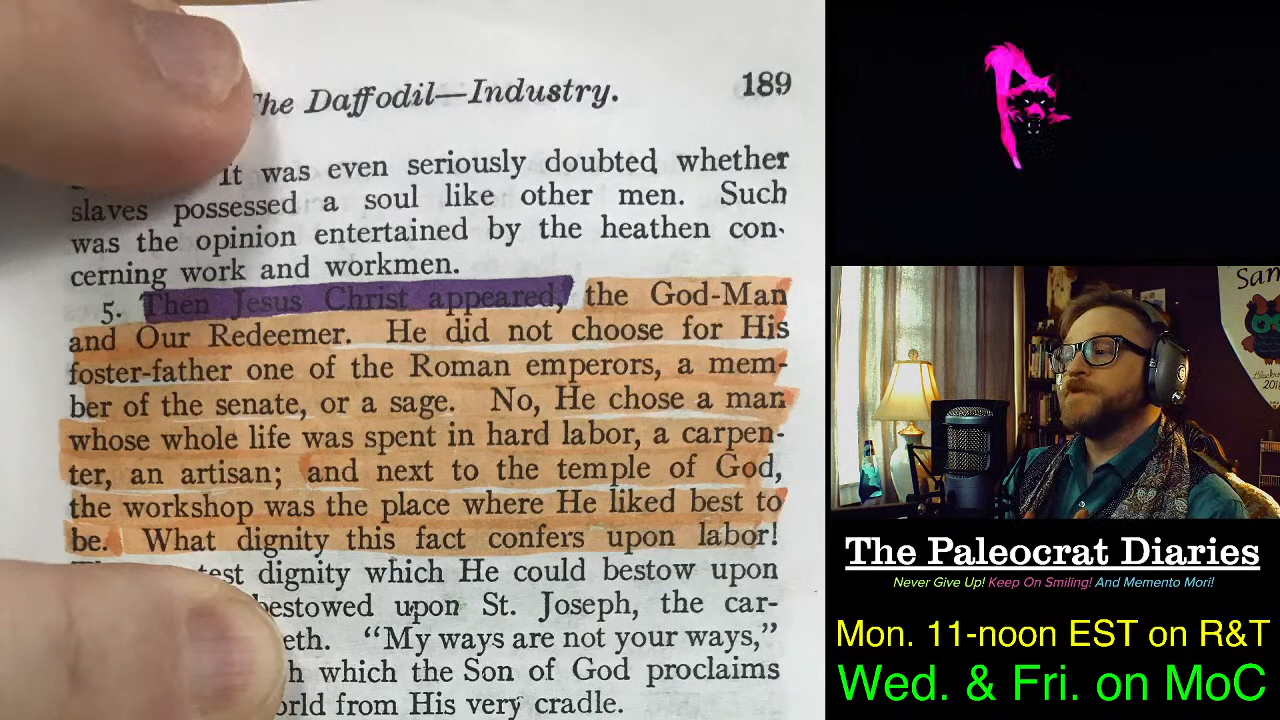 The Daffodil—Industry. 189
It was even seriously doubted whether
slaves possessed a soul like other men. Such
was the opinion entertained by the heathen con-
cerning work and workmen.
5. Then Jesus Christ appeared, the God-Man
and Our Redeemer. He did not choose for His
foster-father one of the Roman emperors, a mem-
ber of the senate, or a sage. No, He chose a man
whose whole life was spent in hard labor, a carpen-
ter, an artisan; and next to the temple of God,
the workshop was the place where He liked best to
be. What dignity this fact confers upon labor!
dignity which He could bestow upon
bestowed upon St. Joseph, the car-
"My ways are not your ways,"
which the Son of God proclaims
from His very cradle.
Sam
The Paleocrat Diaries
Never Give Up! Keep On Smiling! And Memento Mori!
Mon. 11-noon EST on R&T
Wed. & Fri. on MoC